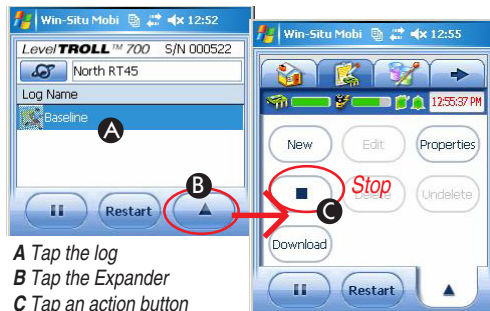 Win-Situ Mobi 12:52
Level TROLL™ 700 S/N 000522
North RT45
Log Name
Baseline
A
B
Restart
A Tap the log
B Tap the Expander
C Tap an action button
Win-Situ Mobi 12:55
12:55:37 PM
New Edit Properties
Stop Delete Undelete
C
Download
Restart